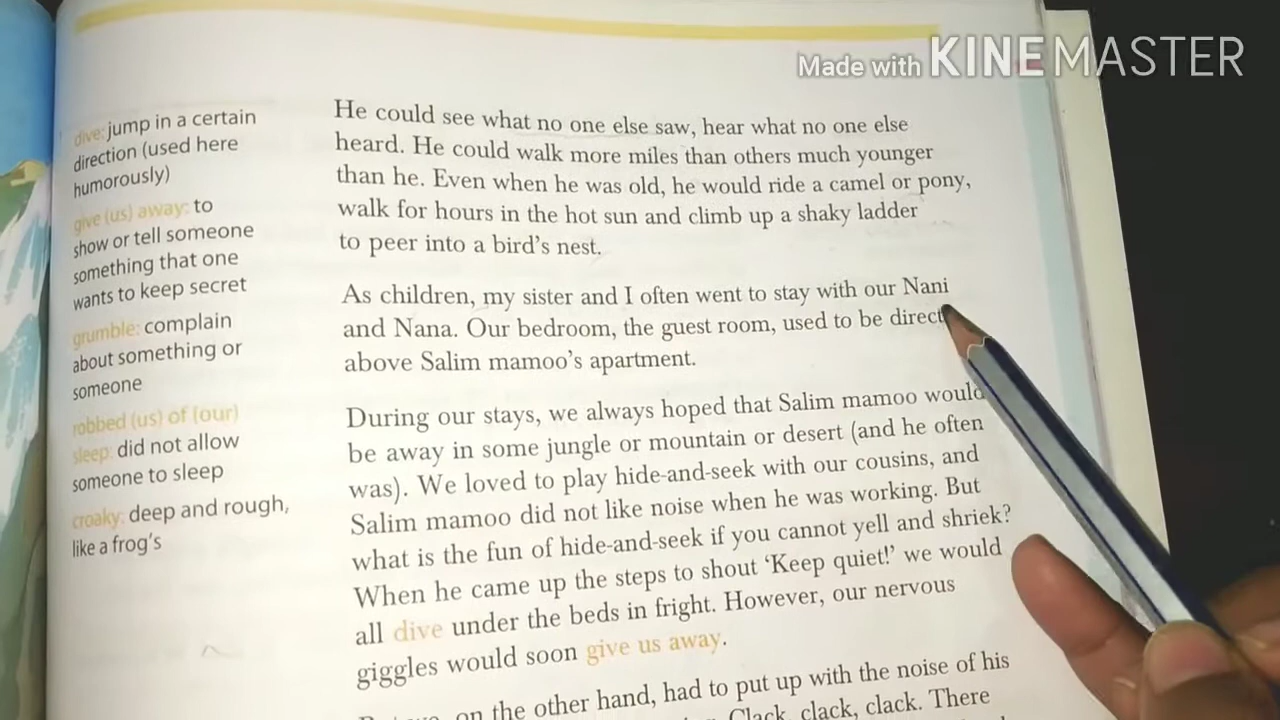 Made with KINEMASTER
dive: jump in a certain
direction (used here
humorously)
give (us) away: to
show or tell someone
something that one
wants to keep secret
grumble: complain
about something or
someone
robbed (us) of (our)
sleep: did not allow
someone to sleep
croaky: deep and rough,
like a frog's
He could see what no one else saw, hear what no one else
heard. He could walk more miles than others much younger
than he. Even when he was old, he would ride a camel or pony,
walk for hours in the hot sun and climb up a shaky ladder
to peer into a bird's nest.
As children, my sister and I often went to stay with our Nani
and Nana. Our bedroom, the guest room, used to be
above Salim mamoo's apartment.
During our stays, we always hoped that Salim mamoo would
be away in some jungle or mountain or desert (and he often
was). We loved to play hide-and-seek with our cousins, and
Salim mamoo did not like noise when he was working. But
what is the fun of hide-and-seek if you cannot yell and shriek?
When he came up the steps to shout 'Keep quiet!' we would
all dive under the beds in fright. However, our nervous
giggles would soon give us away.
on the other hand, had to put up with the noise of his
Clack, clack, clack. There